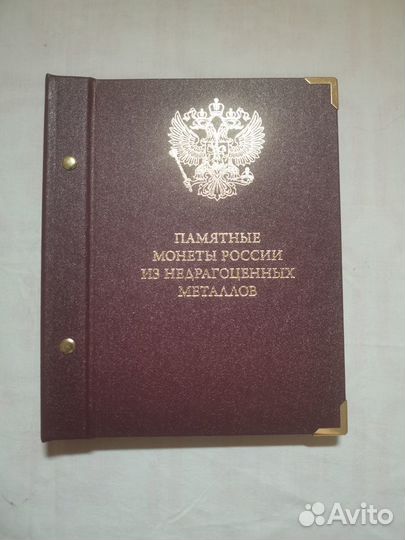 ПАМЯТНЫЕ
МОНЕТЫ РОССИИ
ИЗ НЕДРАГОЦЕННЫХ
МЕТАЛЛОВ
Avito